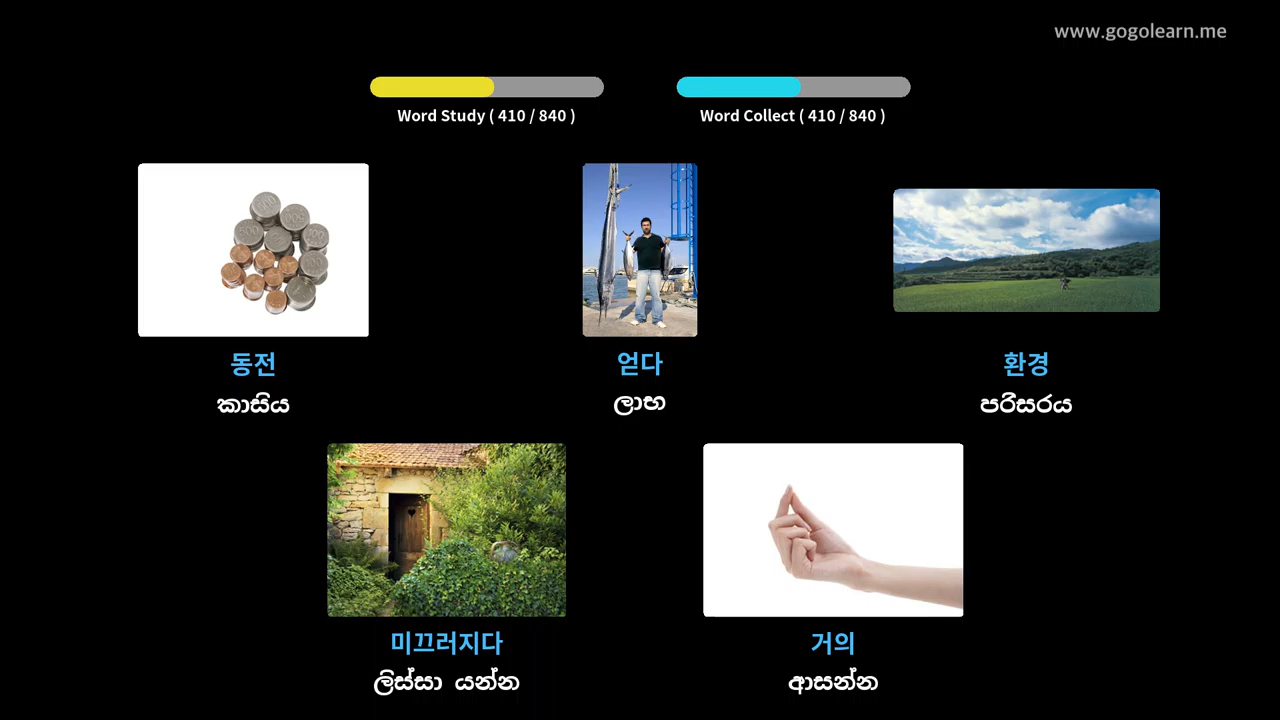 www.gogolearn.me
Word Study ( 410 / 840 )
Word Collect ( 410 / 840 )
동전
කාසිය
얻다
ලාභ
환경
පරිසරය
미끄러지다
ලිස්සා යන්න
거의
ආසන්න